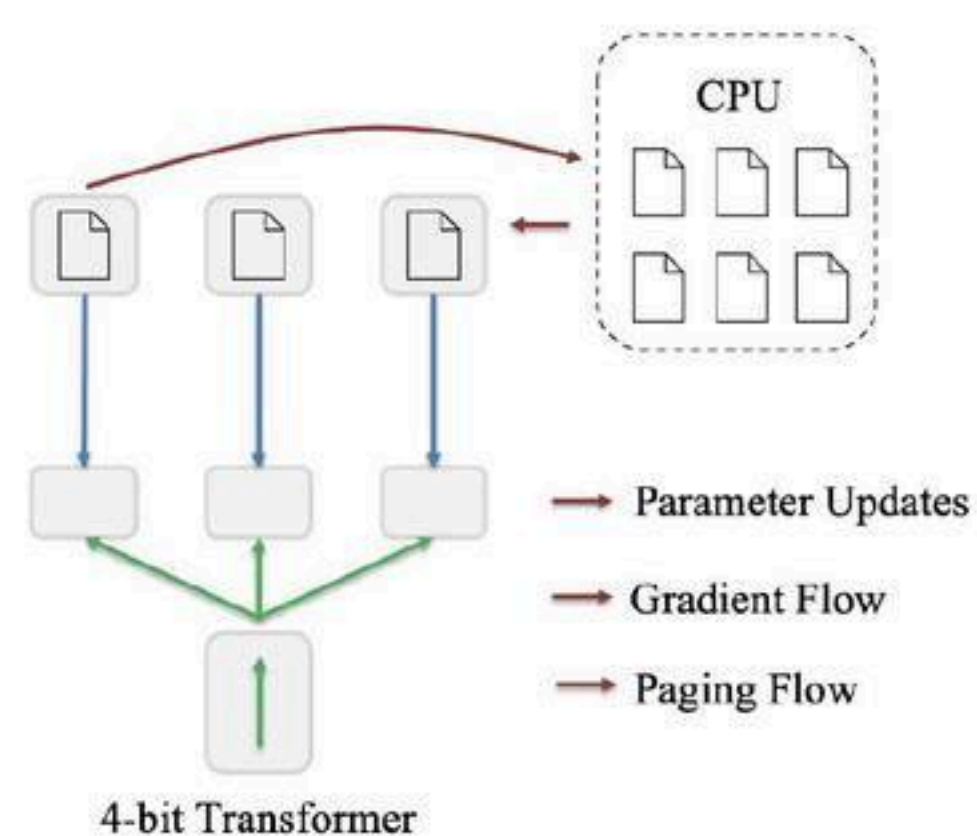 CPU
Parameter Updates
Gradient Flow
Paging Flow
4-bit Transformer